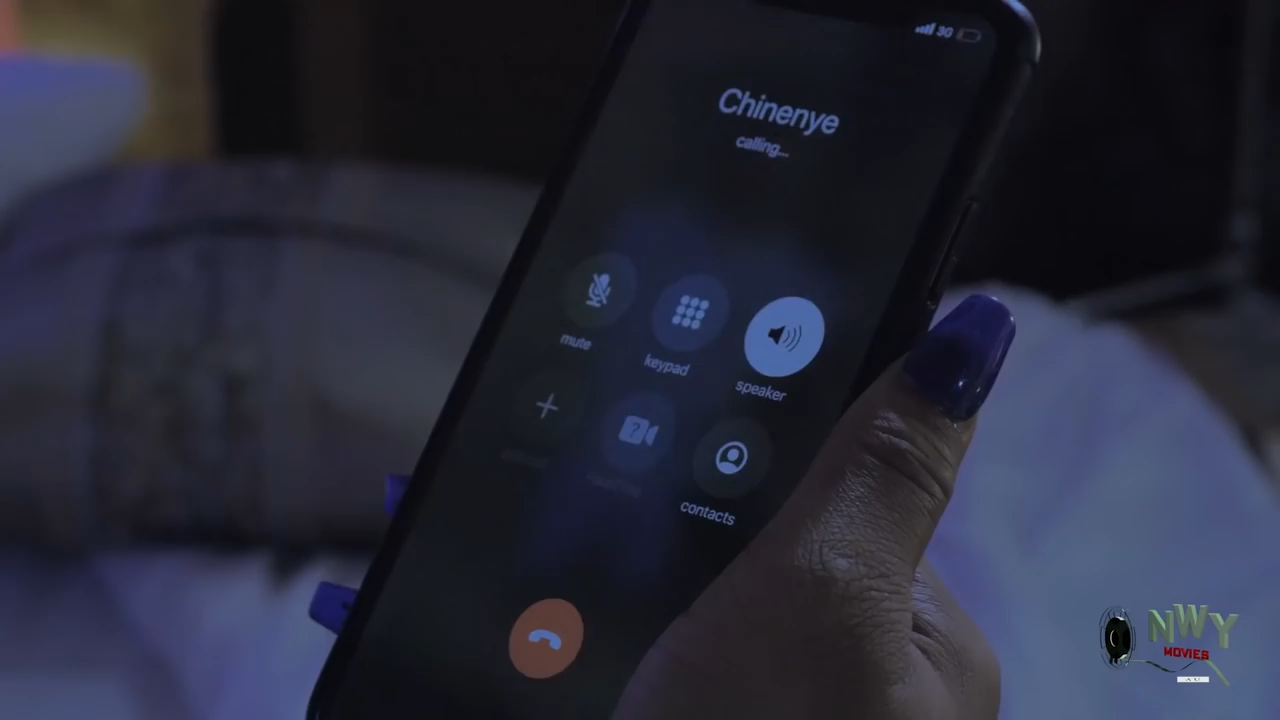 3G
Chinenye
calling...
mute
keypad
speaker
contacts
NWY
MOVIES